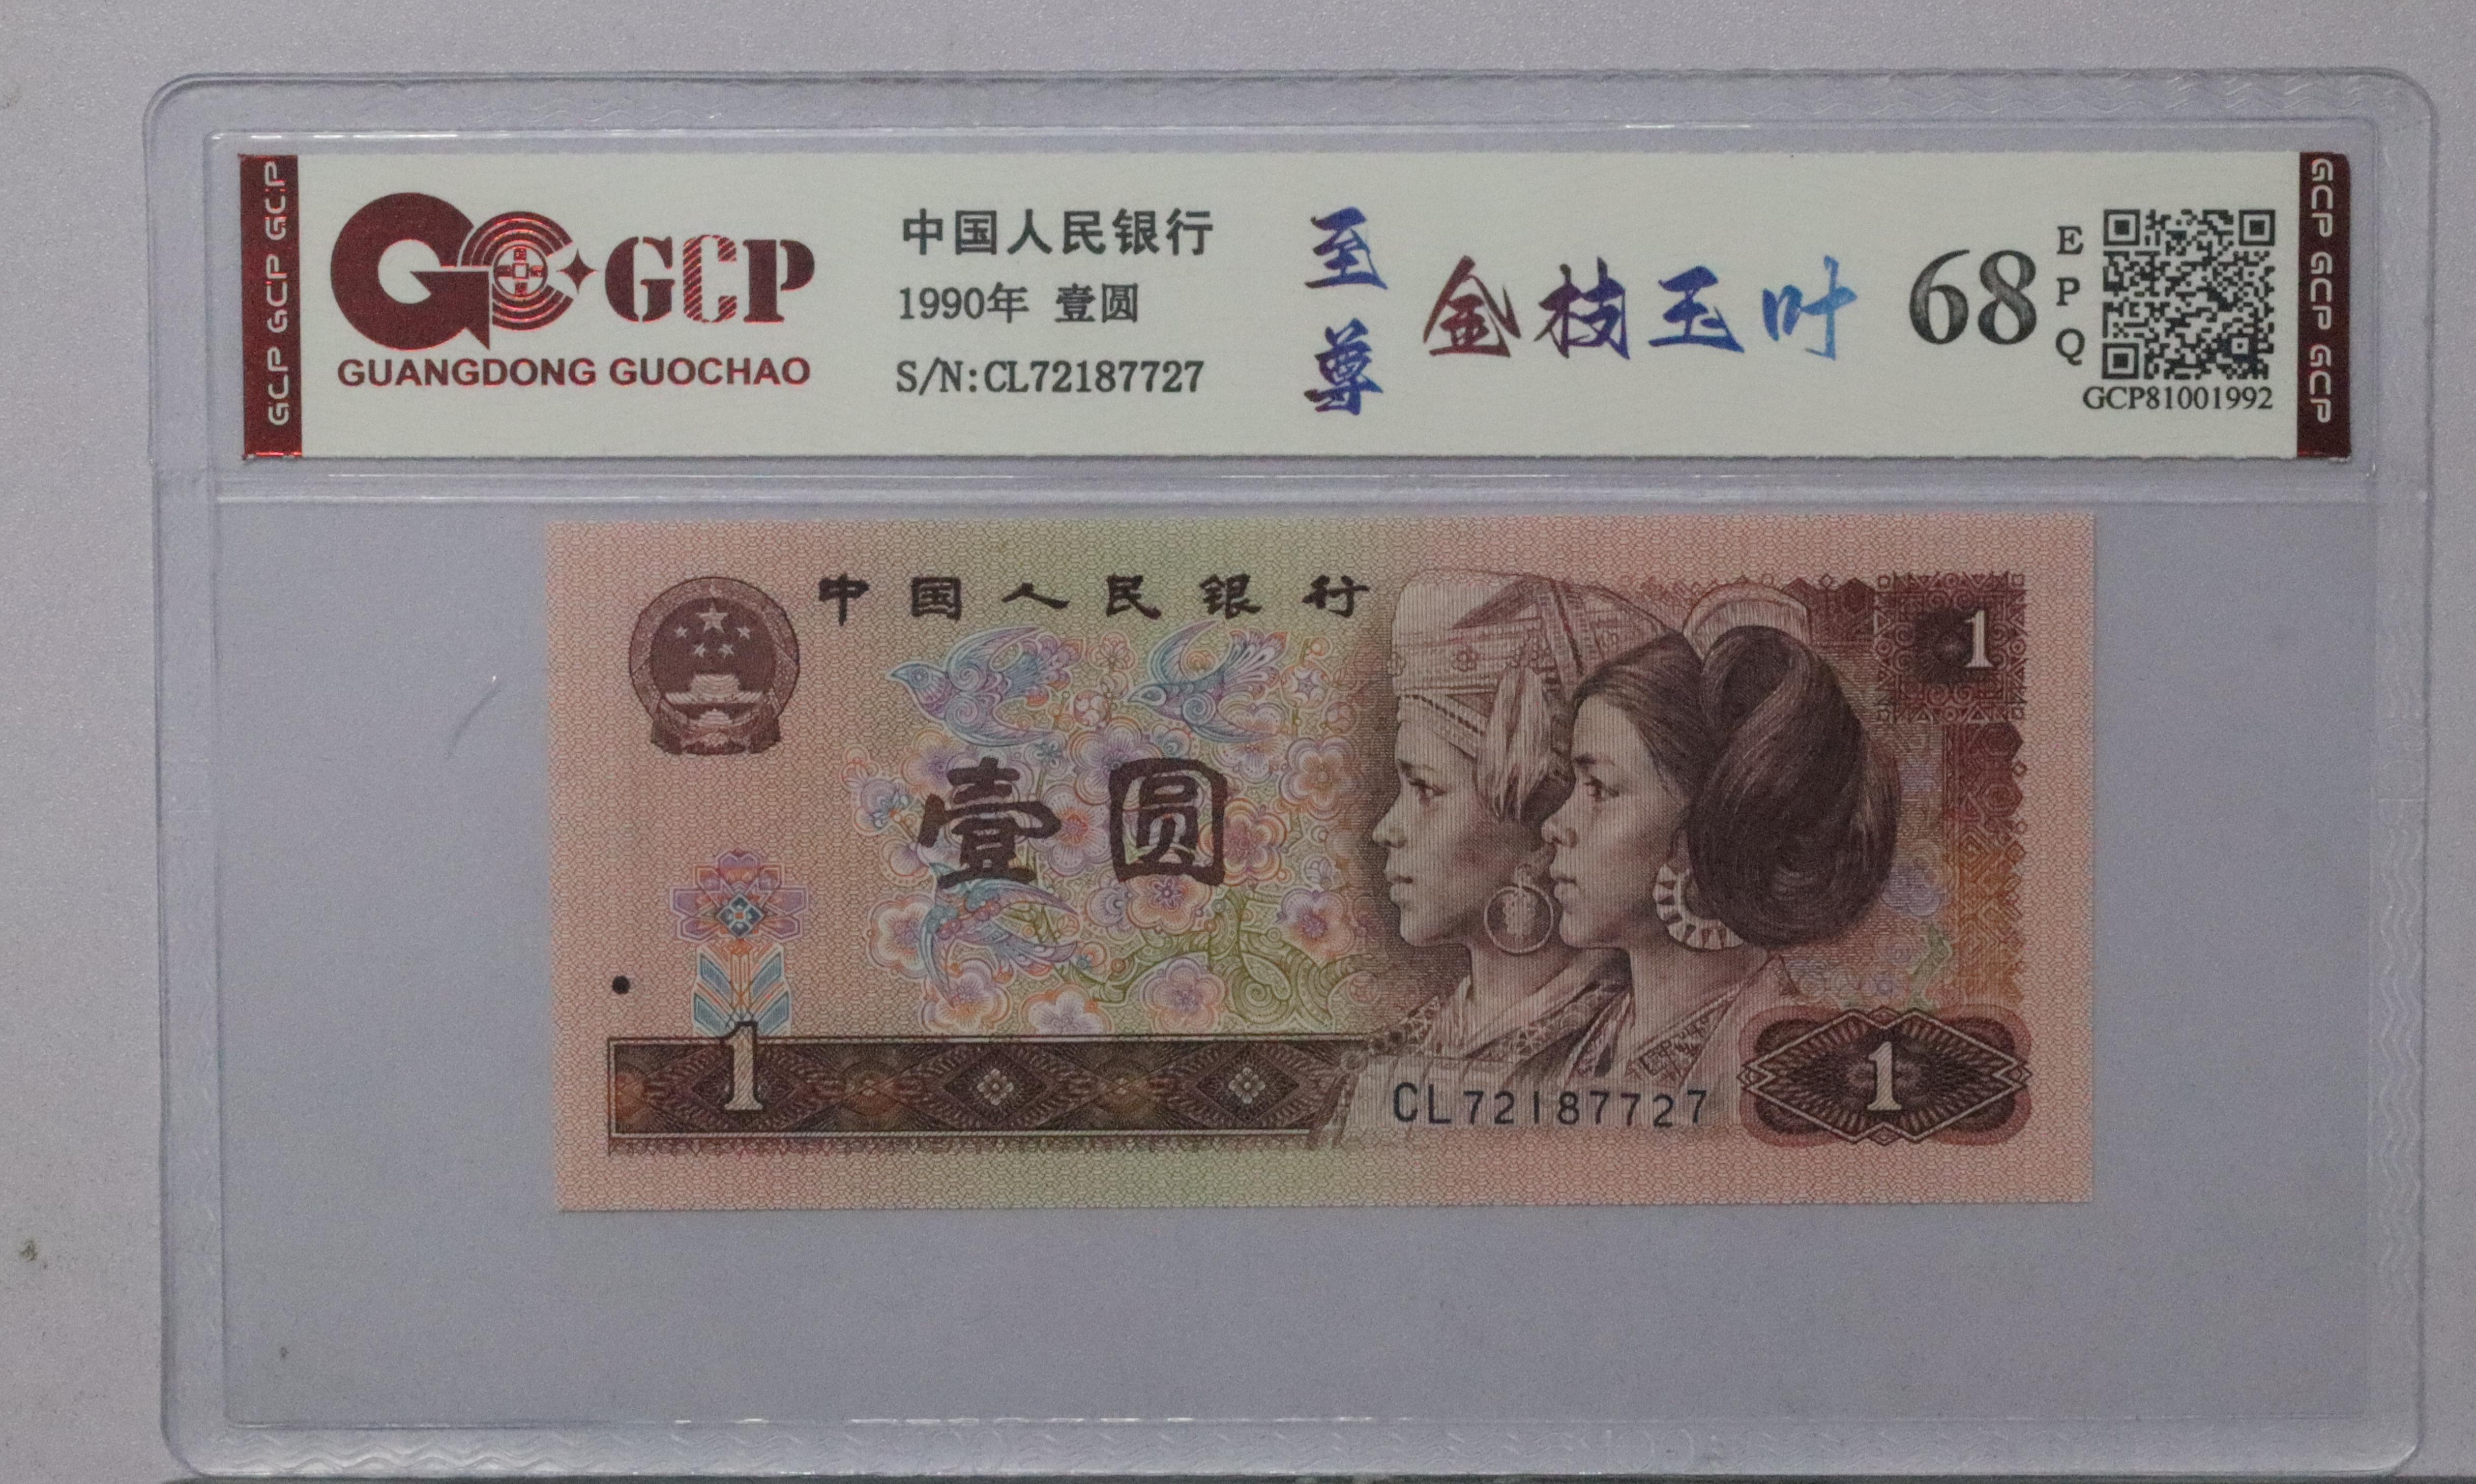 GCP GCP GCP
GCP
GUANGDONG GUOCHAO
中国人民银行
1990年 壹圆
S/N:CL72187727
至尊
金枝玉叶
68
EPQ
GCP81001992
GCP GCP GCP
中国人民银行
1
壹圆
1
CL72187727
1